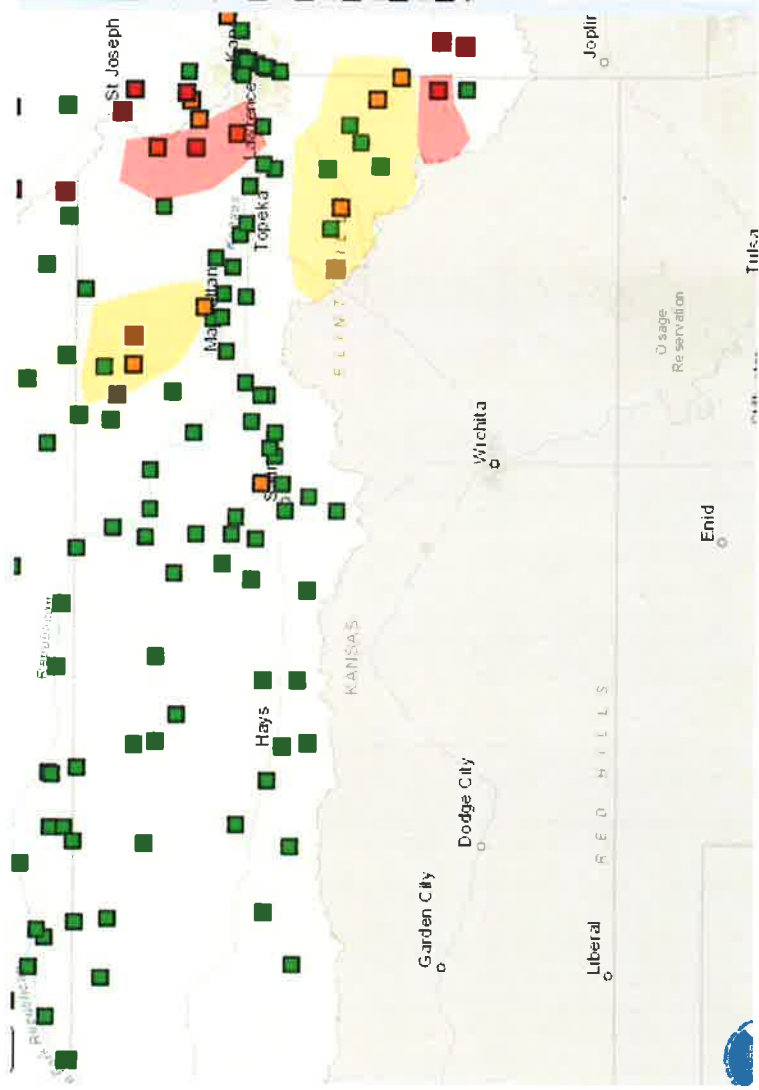 St Joseph
Lawrence
Topeka
Hays
KANSAS
Wichita
Joplin
Osage
Reservation
Tulsa
Enid
Dodge City
Garden City
Liberal
RED HILLS
FLINT
Republican